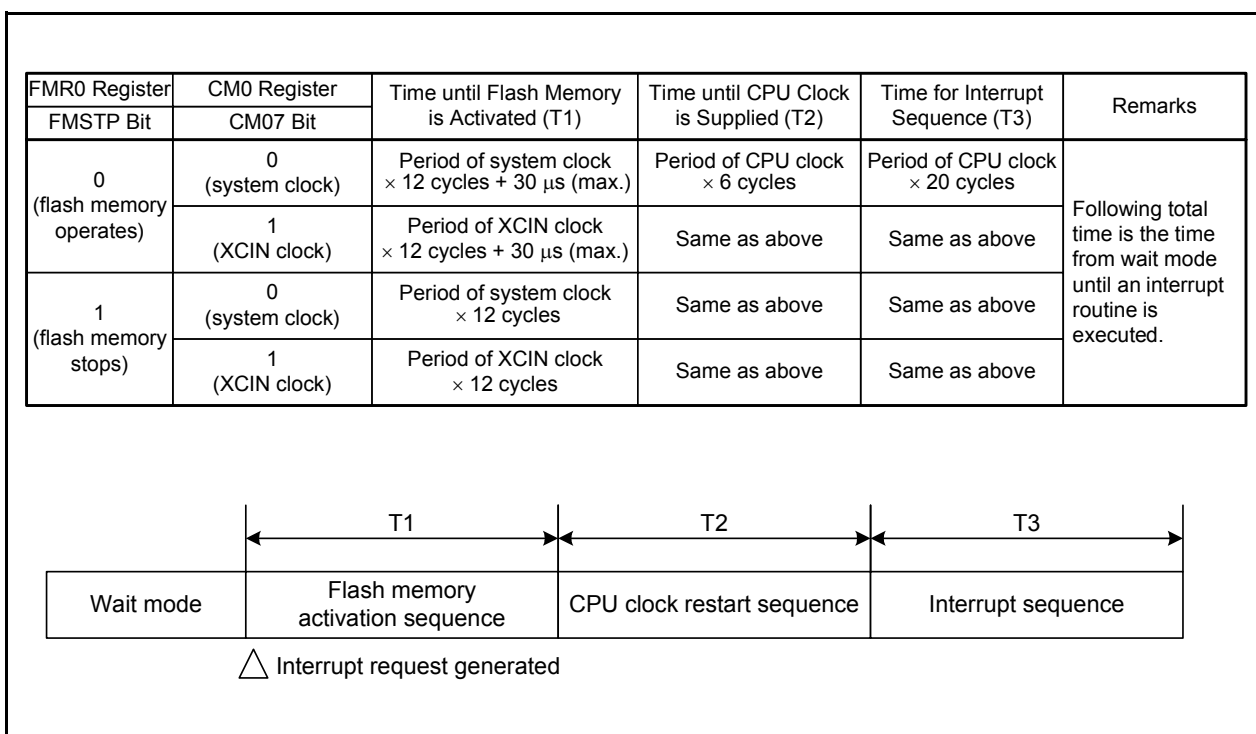 FMR0 Register CM0 Register Time until Flash Memory Time until CPU Clock Time for Interrupt Remarks
FMSTP Bit CM07 Bit is Activated (T1) is Supplied (T2) Sequence (T3)
0
(flash memory
operates)
0
(system clock)
Period of system clock
× 12 cycles + 30 μs (max.)
Period of CPU clock
× 6 cycles
Period of CPU clock
× 20 cycles
Following total
time is the time
from wait mode
until an interrupt
routine is
executed.
1
(XCIN clock)
Period of XCIN clock
× 12 cycles + 30 μs (max.)
Same as above
Same as above
1
(flash memory
stops)
0
(system clock)
Period of system clock
× 12 cycles
Same as above
Same as above
1
(XCIN clock)
Period of XCIN clock
× 12 cycles
Same as above
Same as above
T1 T2 T3
Wait mode
Flash memory
activation sequence
CPU clock restart sequence
Interrupt sequence
Interrupt request generated